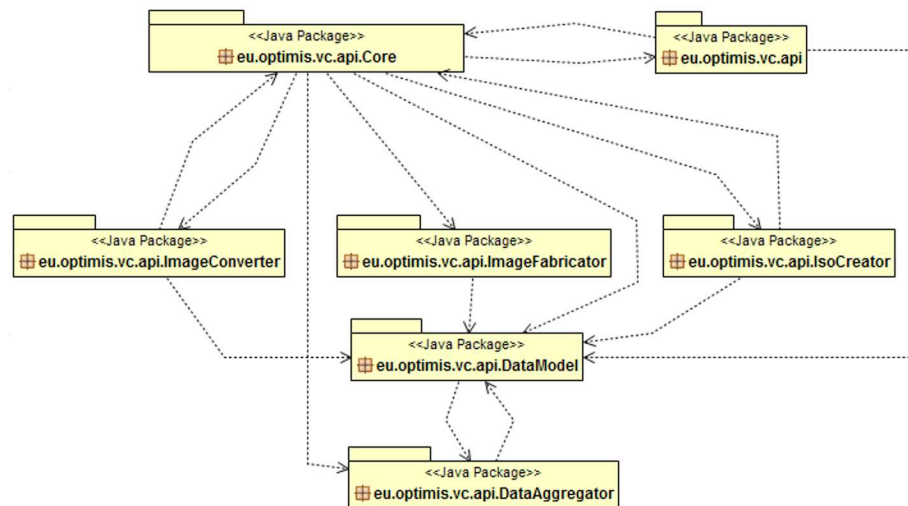 <<Java Package>>
eu.optimis.vc.api.Core
<<Java Package>>
eu.optimis.vc.api
<<Java Package>>
eu.optimis.vc.api.ImageConverter
<<Java Package>>
eu.optimis.vc.api.ImageFabricator
<<Java Package>>
eu.optimis.vc.api.IsoCreator
<<Java Package>>
eu.optimis.vc.api.DataModel
<<Java Package>>
eu.optimis.vc.api.DataAggregator